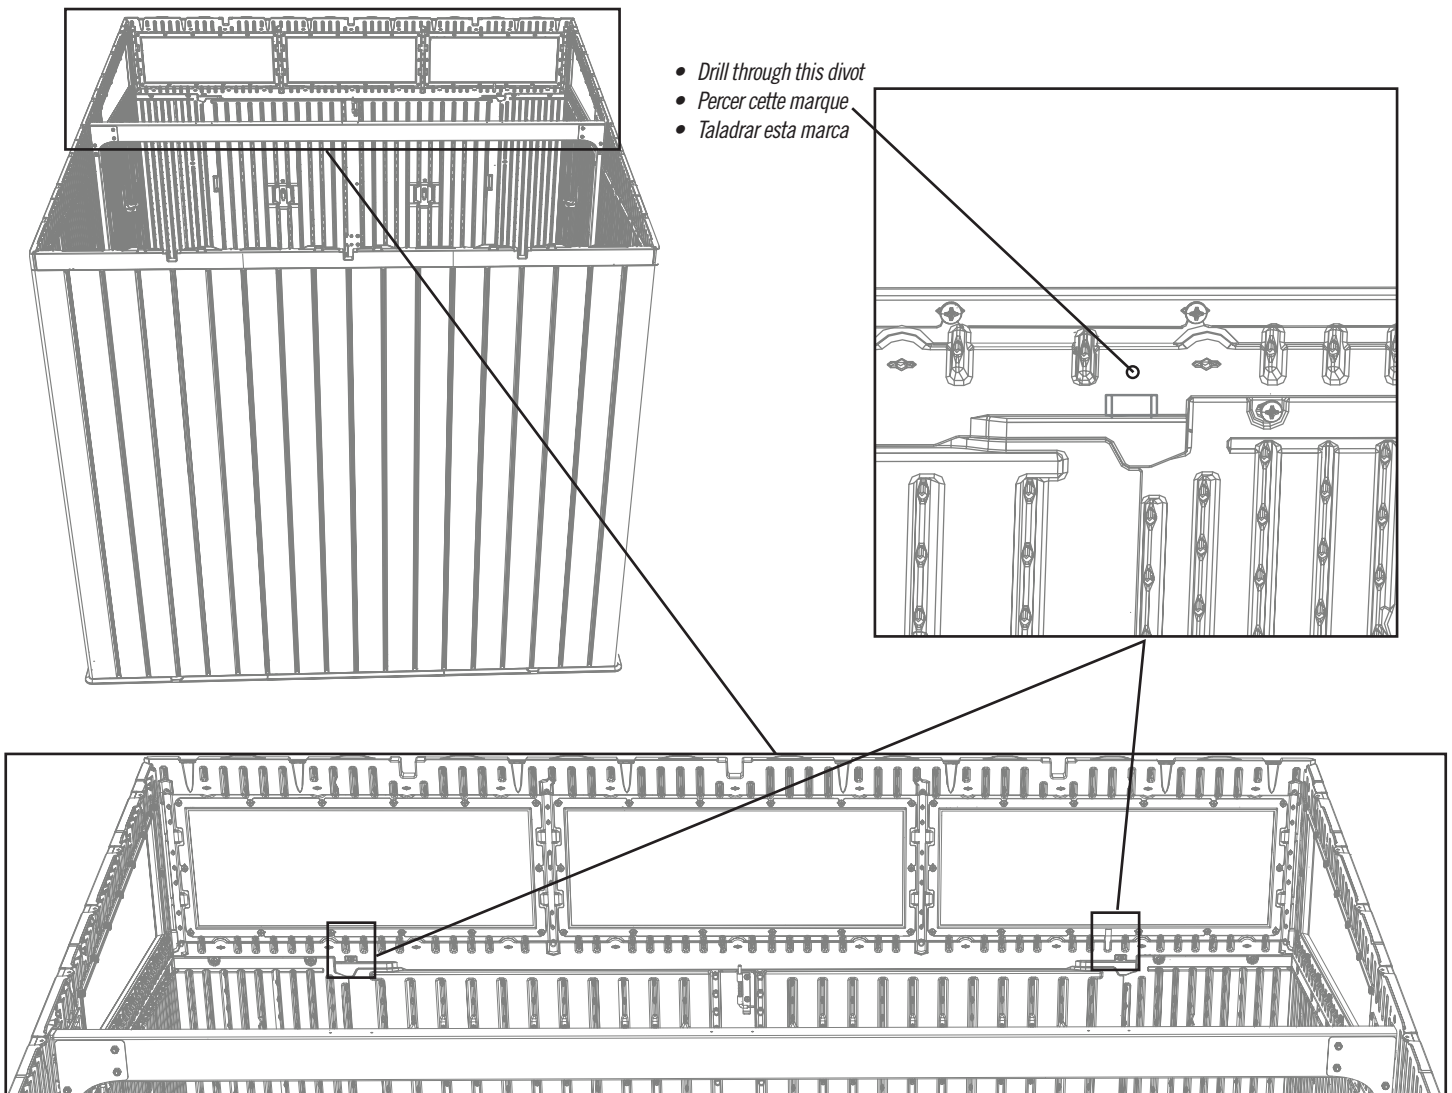 • Drill through this divot
• Percer cette marque
• Taladrar esta marca